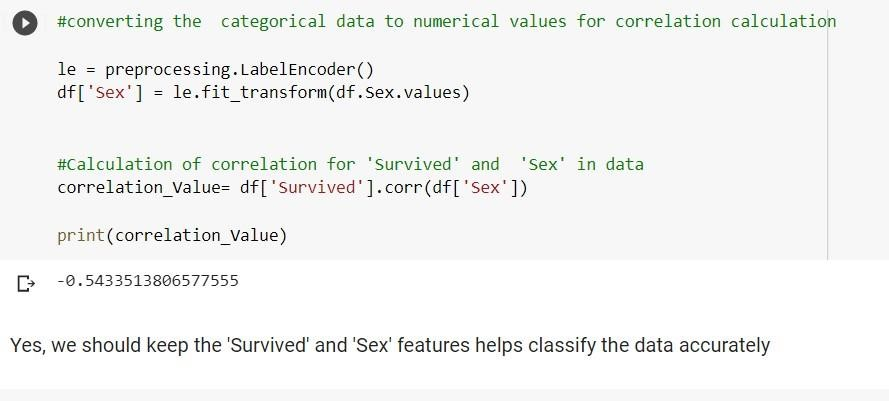 #converting the  categorical data to numerical values for correlation calculation
le = preprocessing.LabelEncoder()
df['Sex'] = le.fit_transform(df.Sex.values)
#Calculation of correlation for 'Survived' and  'Sex' in data
correlation_Value= df['Survived'].corr(df['Sex'])
print(correlation_Value)
-0.5433513806577555
Yes, we should keep the 'Survived' and 'Sex' features helps classify the data accurately